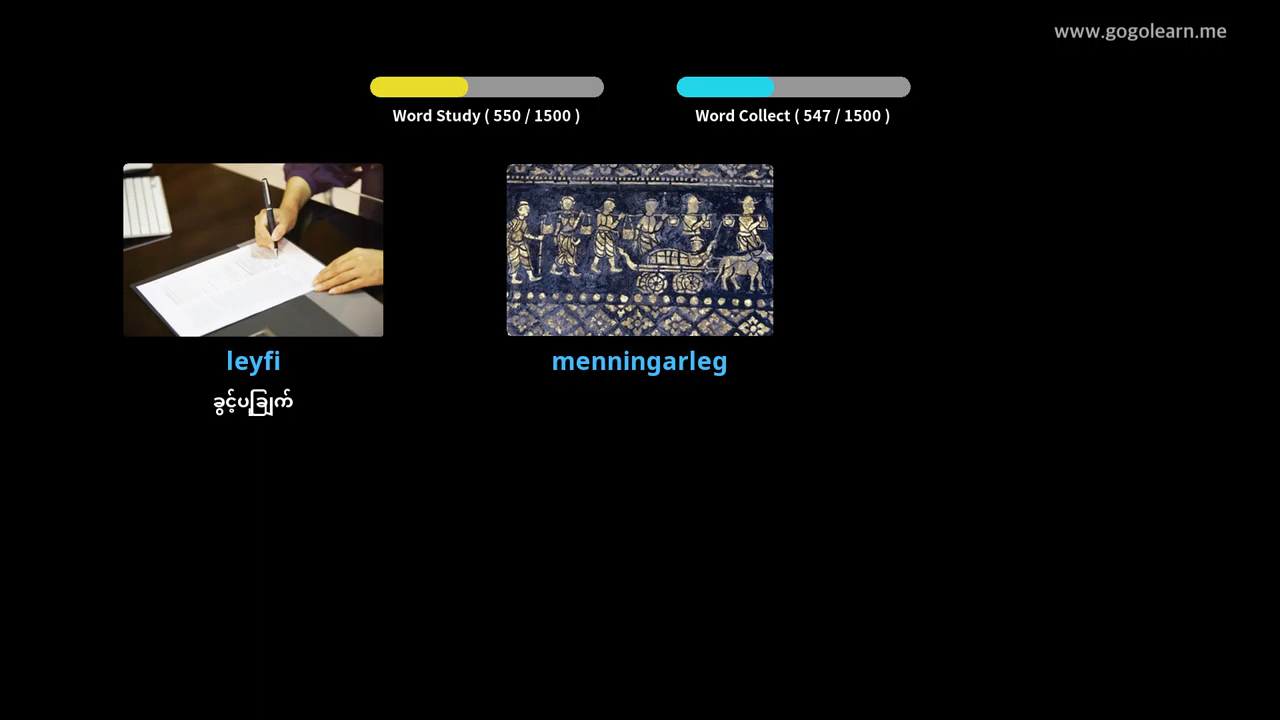 www.gogolearn.me
Word Study ( 550 / 1500 )
Word Collect ( 547 / 1500 )
leyfi
menningarleg
ခွင့်ပုခြျက်